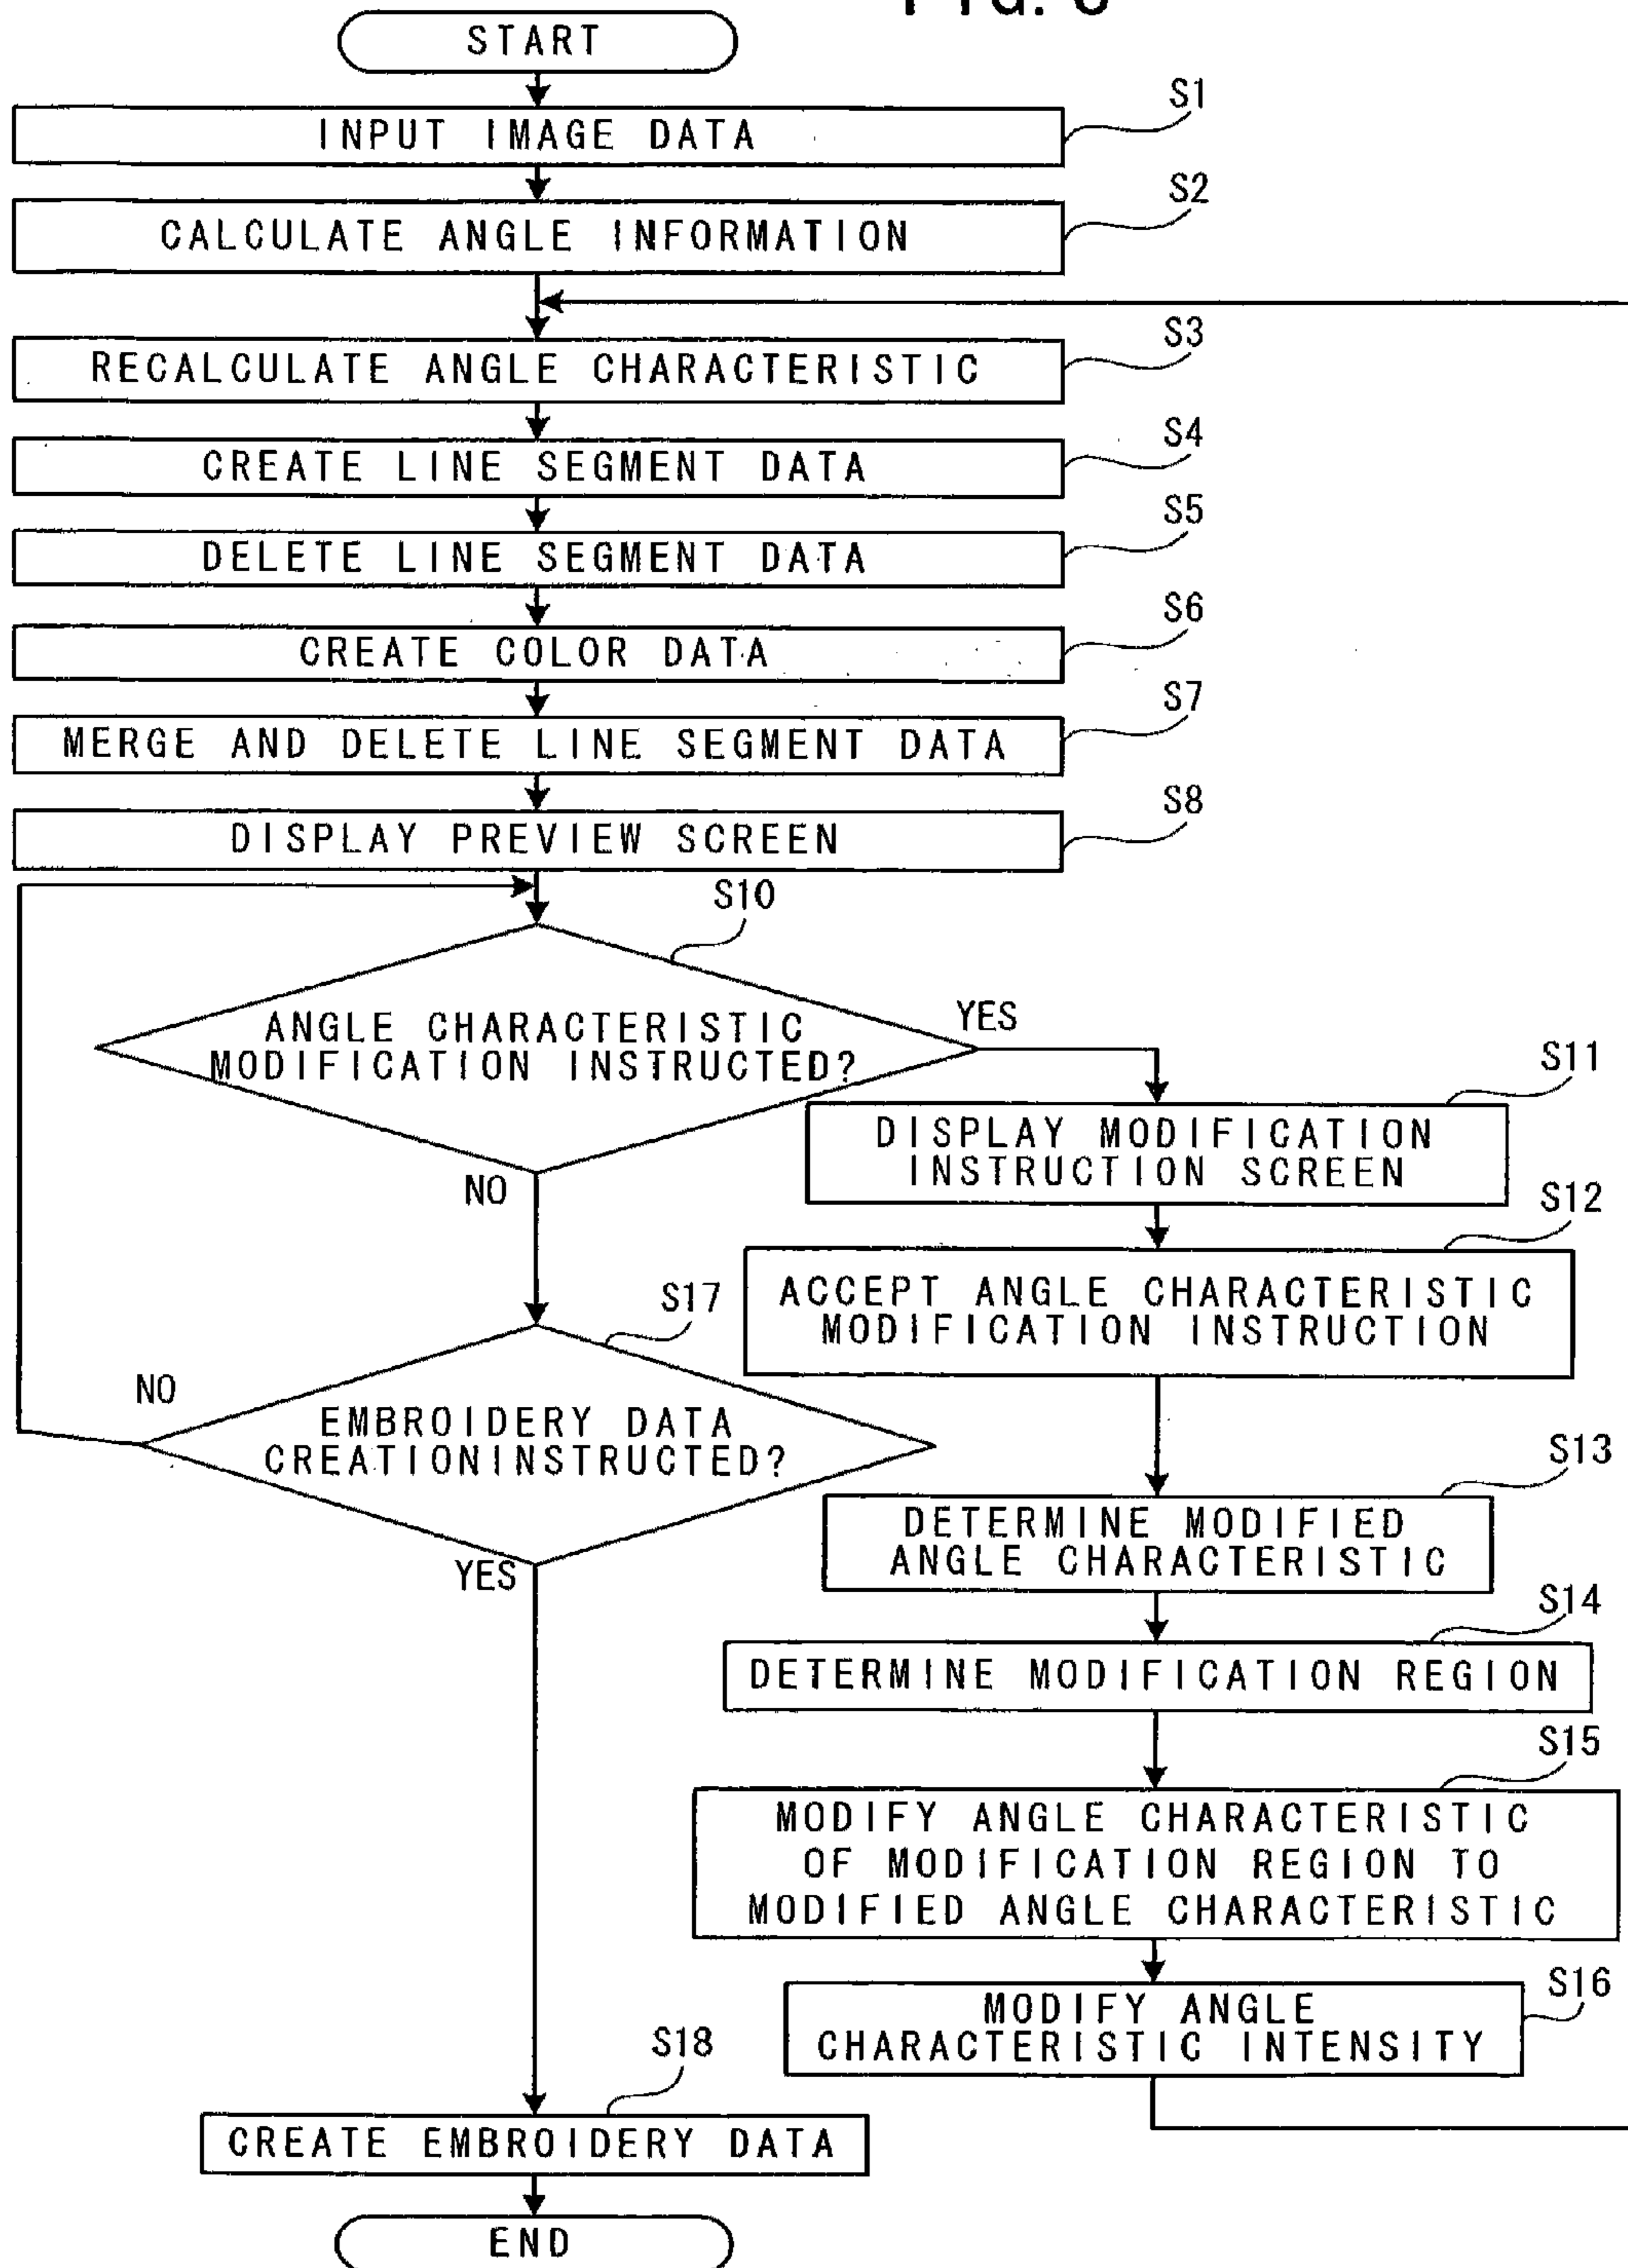 START
S1
INPUT IMAGE DATA
S2
CALCULATE ANGLE INFORMATION
S3
RECALCULATE ANGLE CHARACTERISTIC
S4
CREATE LINE SEGMENT DATA
S5
DELETE LINE SEGMENT DATA
S6
CREATE COLOR DATA
S7
MERGE AND DELETE LINE SEGMENT DATA
S8
DISPLAY PREVIEW SCREEN
S10
ANGLE CHARACTERISTIC
MODIFICATION INSTRUCTED?
YES
NO
S11
DISPLAY MODIFICATION
INSTRUCTION SCREEN
S12
ACCEPT ANGLE CHARACTERISTIC
MODIFICATION INSTRUCTION
S17
NO
EMBROIDERY DATA
CREATIONINSTRUCTED?
YES
S13
DETERMINE MODIFIED
ANGLE CHARACTERISTIC
S14
DETERMINE MODIFICATION REGION
S15
MODIFY ANGLE CHARACTERISTIC
OF MODIFICATION REGION TO
MODIFIED ANGLE CHARACTERISTIC
S16
MODIFY ANGLE
CHARACTERISTIC INTENSITY
S18
CREATE EMBROIDERY DATA
END